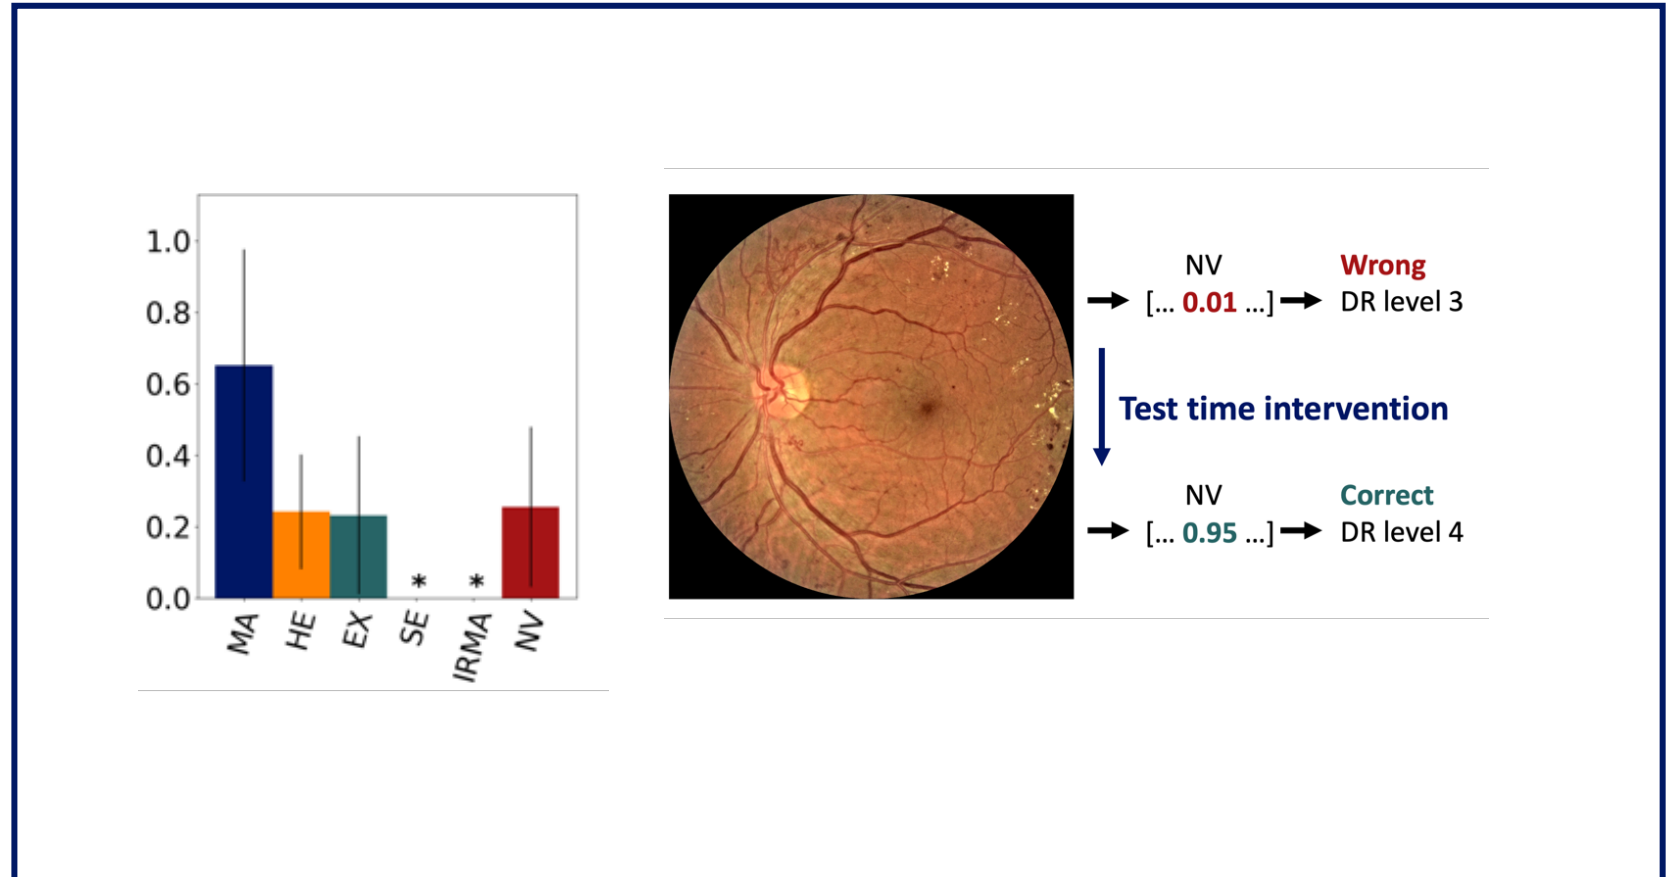 1.0
0.8
0.6
0.4
0.2
0.0
MA
HE
EX
SE
*
IRMA
*
NV
NV
[... 0.01 ...]
Wrong
DR level 3
Test time intervention
NV
[... 0.95 ...]
Correct
DR level 4